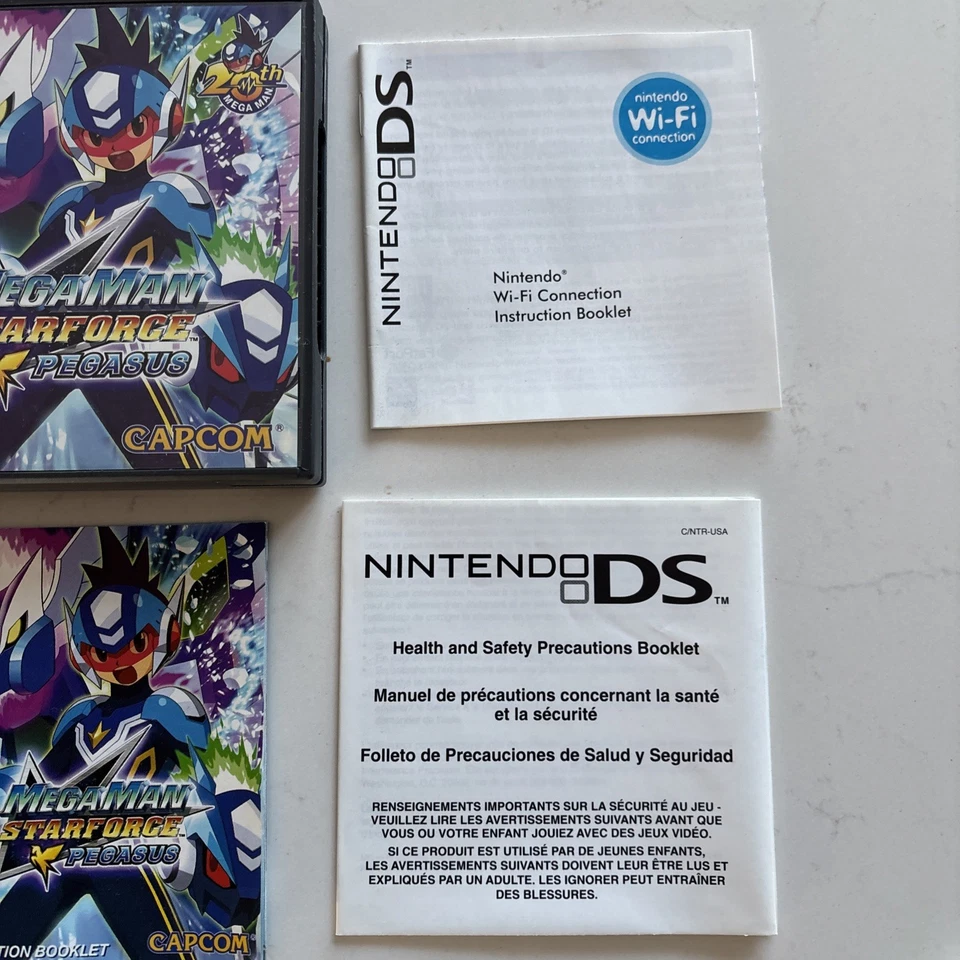 20th
MEGA MAN
EGAMAN
ARFORCE™
PEGASUS
CAPCOM®
NINTENDO DS™
nintendo
Wi-Fi
connection
Nintendo®
Wi-Fi Connection
Instruction Booklet
MEGAMAN
STARFORCE
PEGASUS
TION BOOKLET
CAPCOM
C/NTR-USA
NINTENDO DS™
Health and Safety Precautions Booklet
Manuel de précautions concernant la santé
et la sécurité
Folleto de Precauciones de Salud y Seguridad
RENSEIGNEMENTS IMPORTANTS SUR LA SÉCURITÉ AU JEU -
VEUILLEZ LIRE LES AVERTISSEMENTS SUIVANTS AVANT QUE
VOUS OU VOTRE ENFANT JOUIEZ AVEC DES JEUX VIDÉO.
SI CE PRODUIT EST UTILISÉ PAR DE JEUNES ENFANTS,
LES AVERTISSEMENTS SUIVANTS DOIVENT LEUR ÊTRE LUS ET
EXPLIQUÉS PAR UN ADULTE. LES IGNORER PEUT ENTRAÎNER
DES BLESSURES.